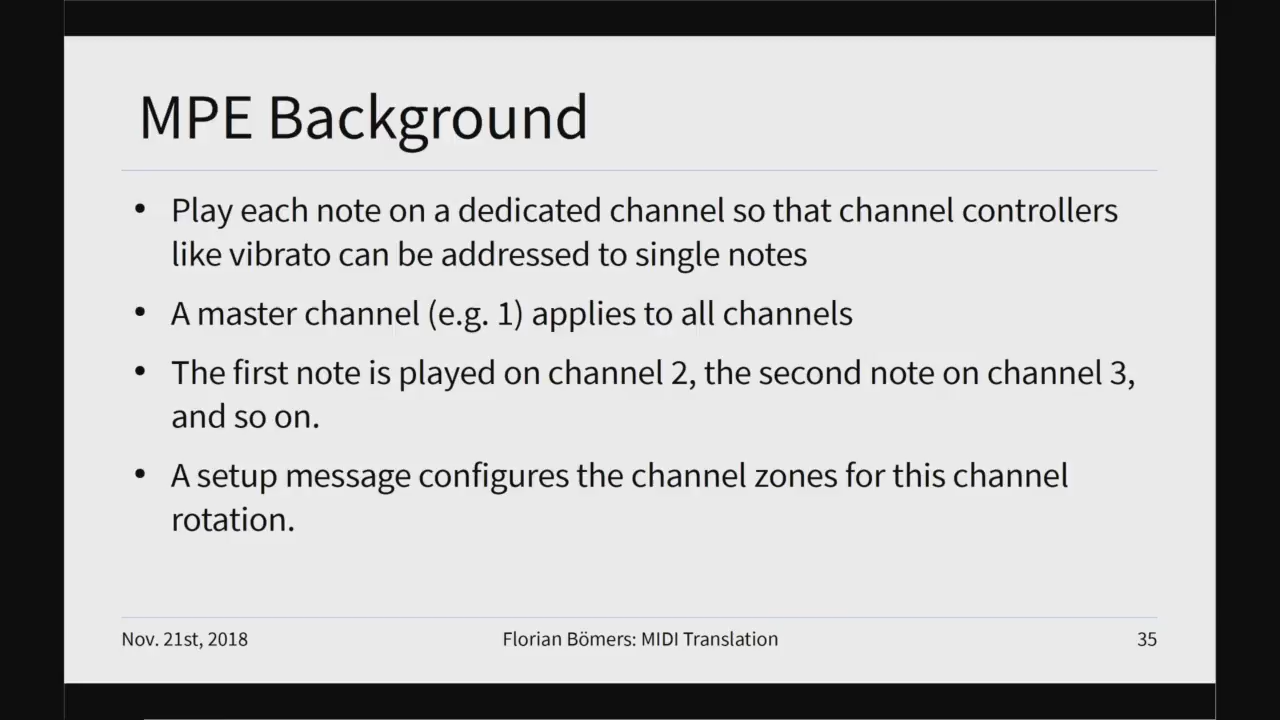 MPE Background
• Play each note on a dedicated channel so that channel controllers
like vibrato can be addressed to single notes
• A master channel (e.g. 1) applies to all channels
• The first note is played on channel 2, the second note on channel 3,
and so on.
• A setup message configures the channel zones for this channel
rotation.
Nov. 21st, 2018
Florian Bömers: MIDI Translation
35